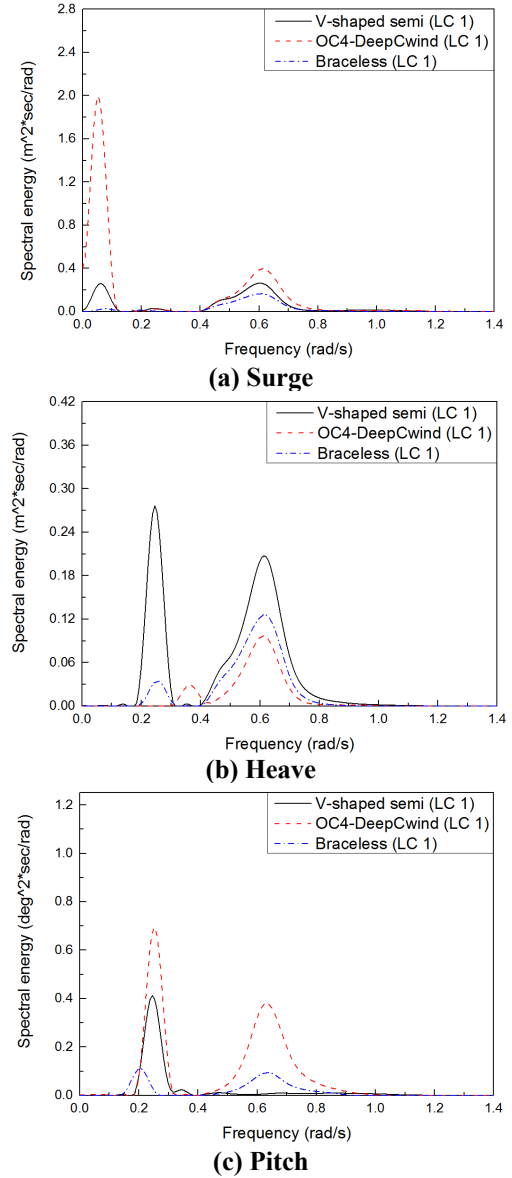 2.8
2.4
2.0
1.6
1.2
0.8
0.4
0.0
Spectral energy (m^2*sec/rad)
V-shaped semi (LC 1)
OC4-DeepCwind (LC 1)
Braceless (LC 1)
0.0 0.2 0.4 0.6 0.8 1.0 1.2 1.4
Frequency (rad/s)
(a) Surge
0.42
0.36
0.30
0.24
0.18
0.12
0.06
0.00
Spectral energy (m^2*sec/rad)
V-shaped semi (LC 1)
OC4-DeepCwind (LC 1)
Braceless (LC 1)
0.0 0.2 0.4 0.6 0.8 1.0 1.2 1.4
Frequency (rad/s)
(b) Heave
1.2
1.0
0.8
0.6
0.4
0.2
0.0
Spectral energy (deg^2*sec/rad)
V-shaped semi (LC 1)
OC4-DeepCwind (LC 1)
Braceless (LC 1)
0.0 0.2 0.4 0.6 0.8 1.0 1.2 1.4
Frequency (rad/s)
(c) Pitch